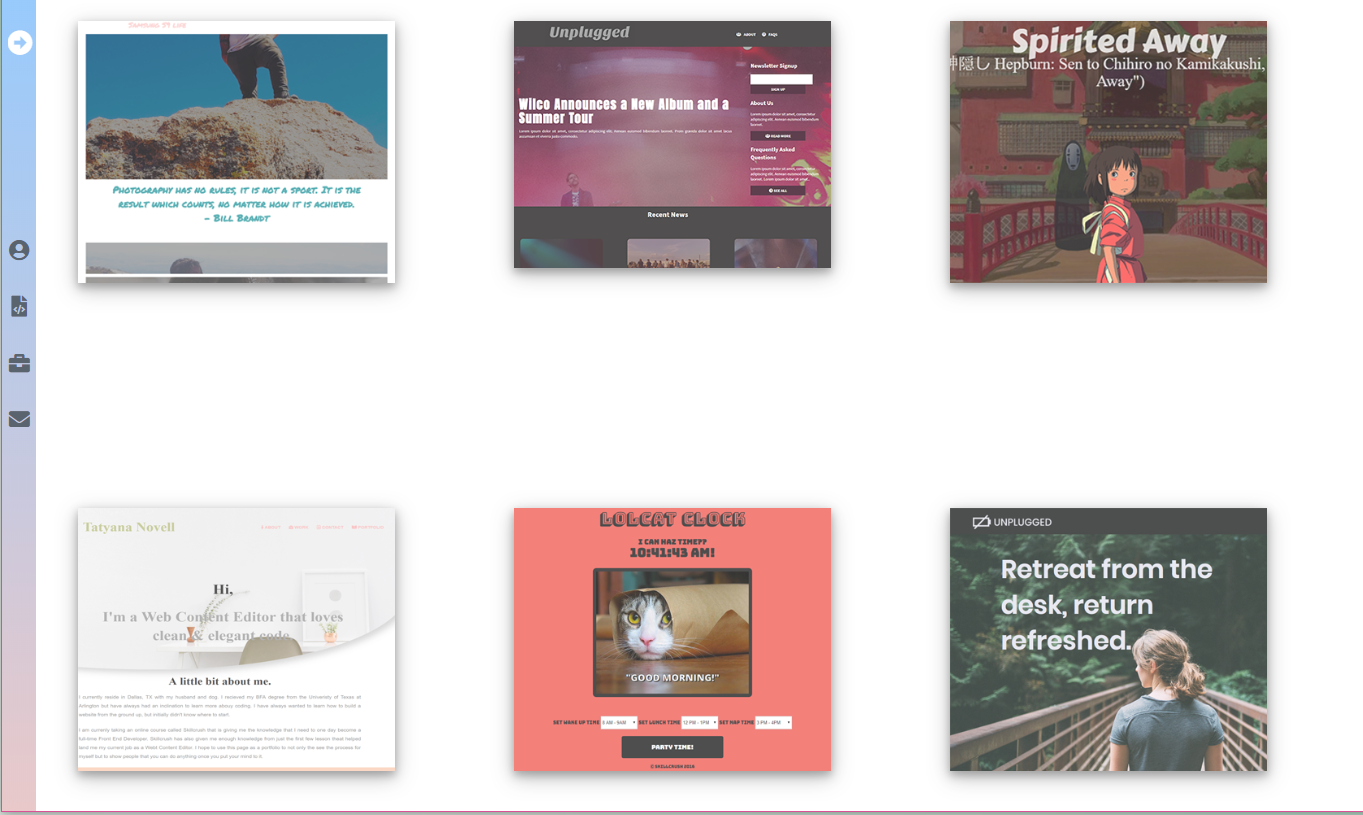 Samsung S9 life
Photography has no rules, it is not a sport. It is the
result which counts, no matter how it is achieved.
– Bill Brandt
Unplugged
ABOUT
FAQS
Wilco Announces a New Album and a
Summer Tour
Lorem ipsum dolor sit amet, consectetur adipiscing elit. Aenean euismod bibendum laoreet. Proin gravida dolor sit amet lacus
accumsan et viverra justo commodo.
Newsletter Signup
SIGN UP
About Us
Lorem ipsum dolor sit amet, consectetur
adipiscing elit. Aenean euismod bibendum
laoreet.
READ MORE
Frequently Asked
Questions
Lorem ipsum dolor sit amet, consectetur
adipiscing elit. Aenean euismod bibendum
laoreet. Lorem ipsum dolor sit amet...
SEE ALL
Recent News
Spirited Away
神隠し Hepburn: Sen to Chihiro no Kamikakushi,
Away")
Tatyana Novell
ABOUT
WORK
CONTACT
PORTFOLIO
Hi,
I'm a Web Content Editor that loves
clean & elegant code.
A little bit about me.
I currently reside in Dallas, TX with my husband and dog. I recieved my BFA degree from the University of Texas at
Arlington but have always had an inclination to learn more about coding. I have always wanted to learn how to build a
website from the ground up, but initially didn't know where to start.
I am currently taking an online course called Skillcrush that is giving me the knowledge that I need to one day become a
full-time Front End Developer. Skillcrush has also given me enough knowledge from just the first few lesson that helped
land me my current job as a Webt Content Editor. I hope to use this page as a portfolio to not only the see the process for
myself but to show people that you can do anything once you put your mind to it.
LOLCAT CLOCK
I CAN HAZ TIME??
10:41:43 AM!
"GOOD MORNING!"
SET WAKE UP TIME 8 AM - 9AM SET LUNCH TIME 12 PM - 1PM SET NAP TIME 3 PM - 4PM
PARTY TIME!
© SKILLCRUSH 2016
UNPLUGGED
Retreat from the
desk, return
refreshed.